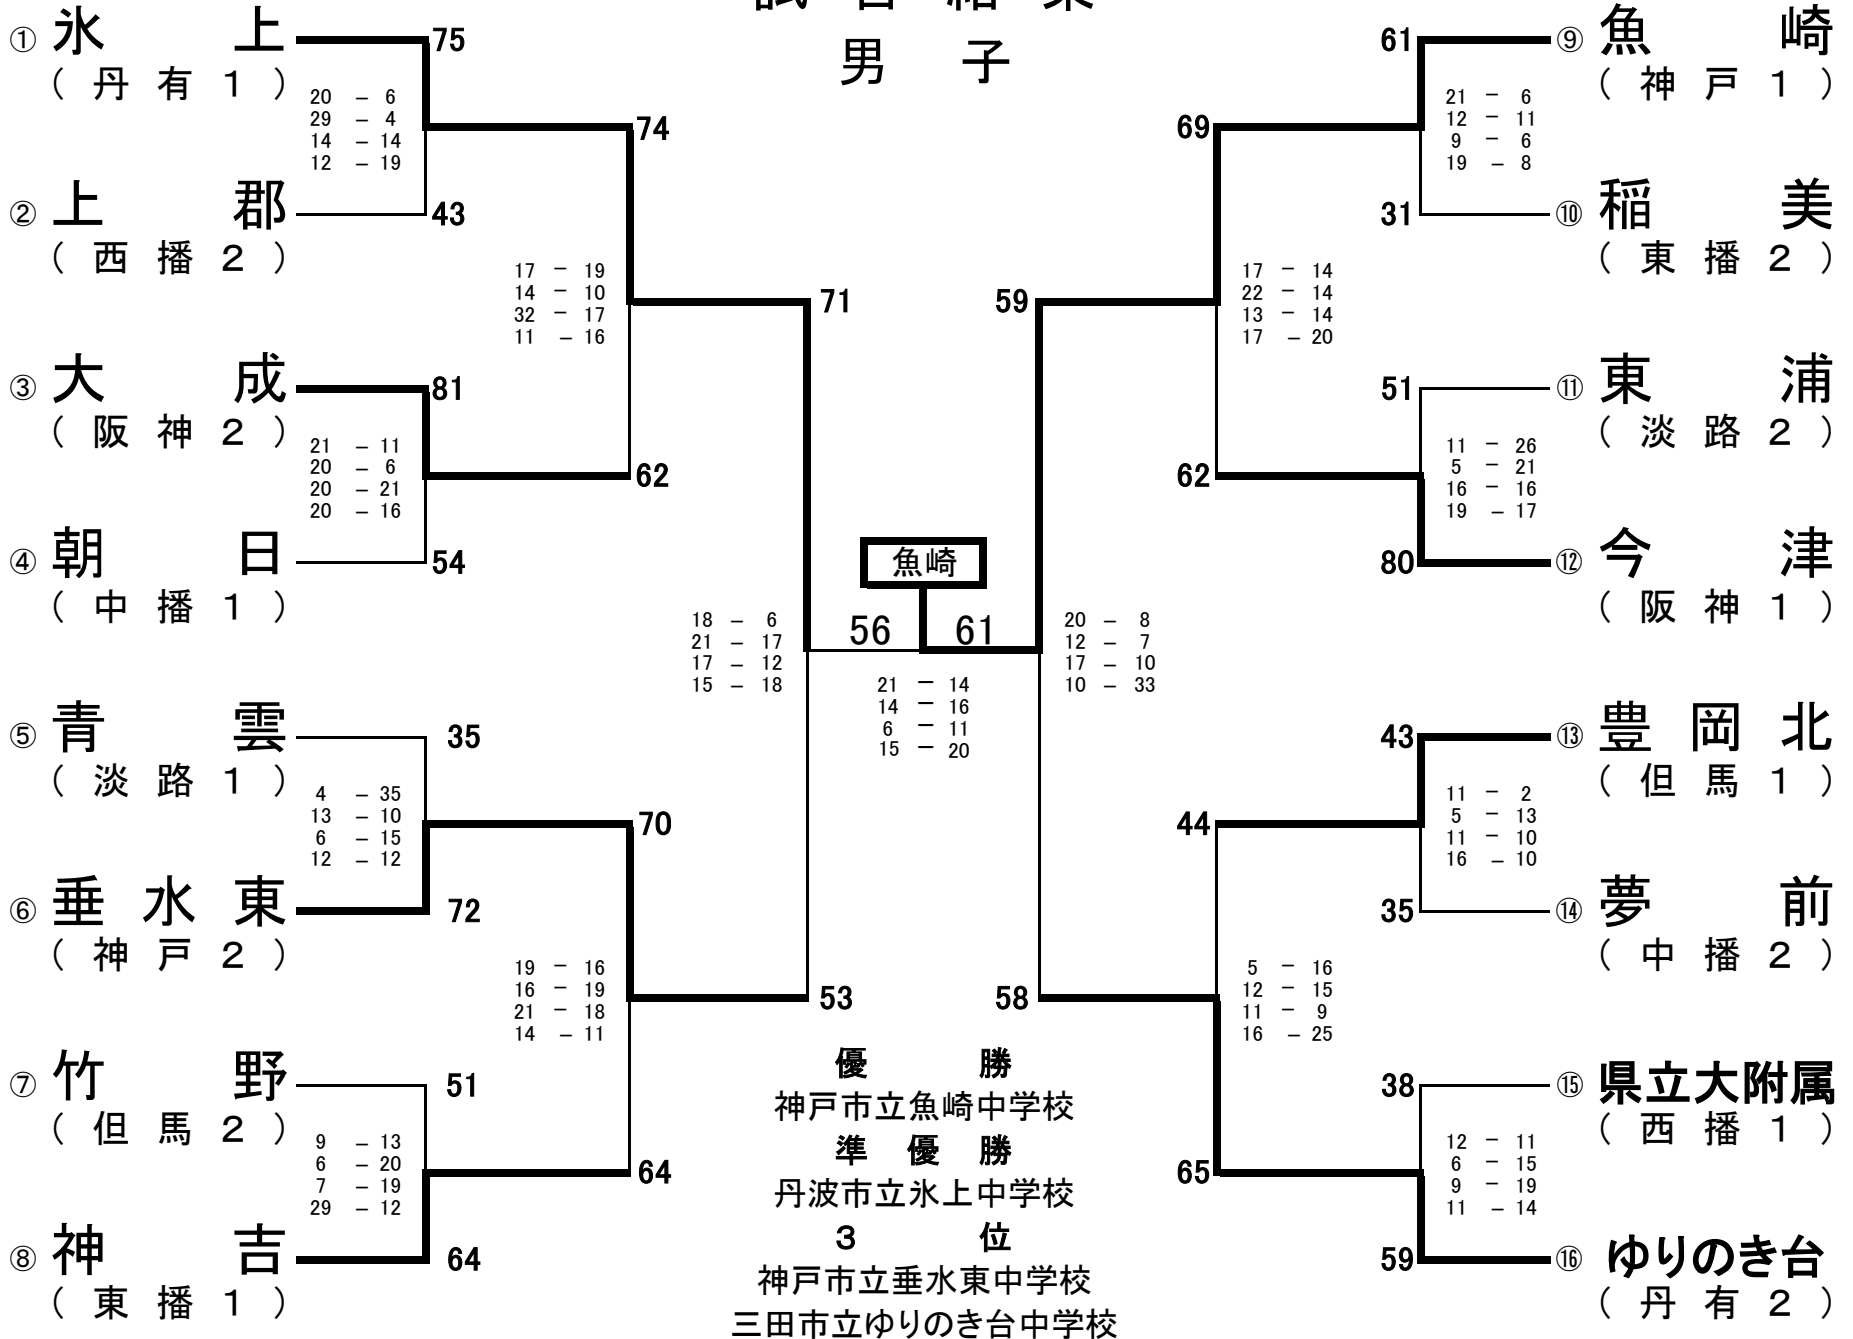 試合結果
男子
① 氷上
(丹有1)
75
20 − 6
29 − 4
14 − 14
12 − 19
② 上郡
(西播2)
43
74
17 − 19
14 − 10
32 − 17
11 − 16
③ 大成
(阪神2)
81
21 − 11
20 − 6
20 − 21
20 − 16
④ 朝日
(中播1)
54
62
71
18 − 6
21 − 17
17 − 12
15 − 18
⑤ 青雲
(淡路1)
35
4 − 35
13 − 10
6 − 15
12 − 12
⑥ 垂水東
(神戸2)
72
70
19 − 16
16 − 19
21 − 18
14 − 11
⑦ 竹野
(但馬2)
51
9 − 13
6 − 20
7 − 19
29 − 12
⑧ 神吉
(東播1)
64
64
53
魚崎
56 61
21 − 14
14 − 16
6 − 11
15 − 20
61
⑨ 魚崎
(神戸1)
21 − 6
12 − 11
9 − 6
19 − 8
31
⑩ 稲美
(東播2)
69
17 − 14
22 − 14
13 − 14
17 − 20
51
⑪ 東浦
(淡路2)
11 − 26
5 − 21
16 − 16
19 − 17
80
⑫ 今津
(阪神1)
62
59
20 − 8
12 − 7
17 − 10
10 − 33
43
⑬ 豊岡北
(但馬1)
11 − 2
5 − 13
11 − 10
16 − 10
35
⑭ 夢前
(中播2)
44
5 − 16
12 − 15
11 − 9
16 − 25
38
⑮ 県立大附属
(西播1)
12 − 11
6 − 15
9 − 19
11 − 14
59
⑯ ゆりのき台
(丹有2)
65
58
優勝
神戸市立魚崎中学校
準優勝
丹波市立氷上中学校
3位
神戸市立垂水東中学校
三田市立ゆりのき台中学校